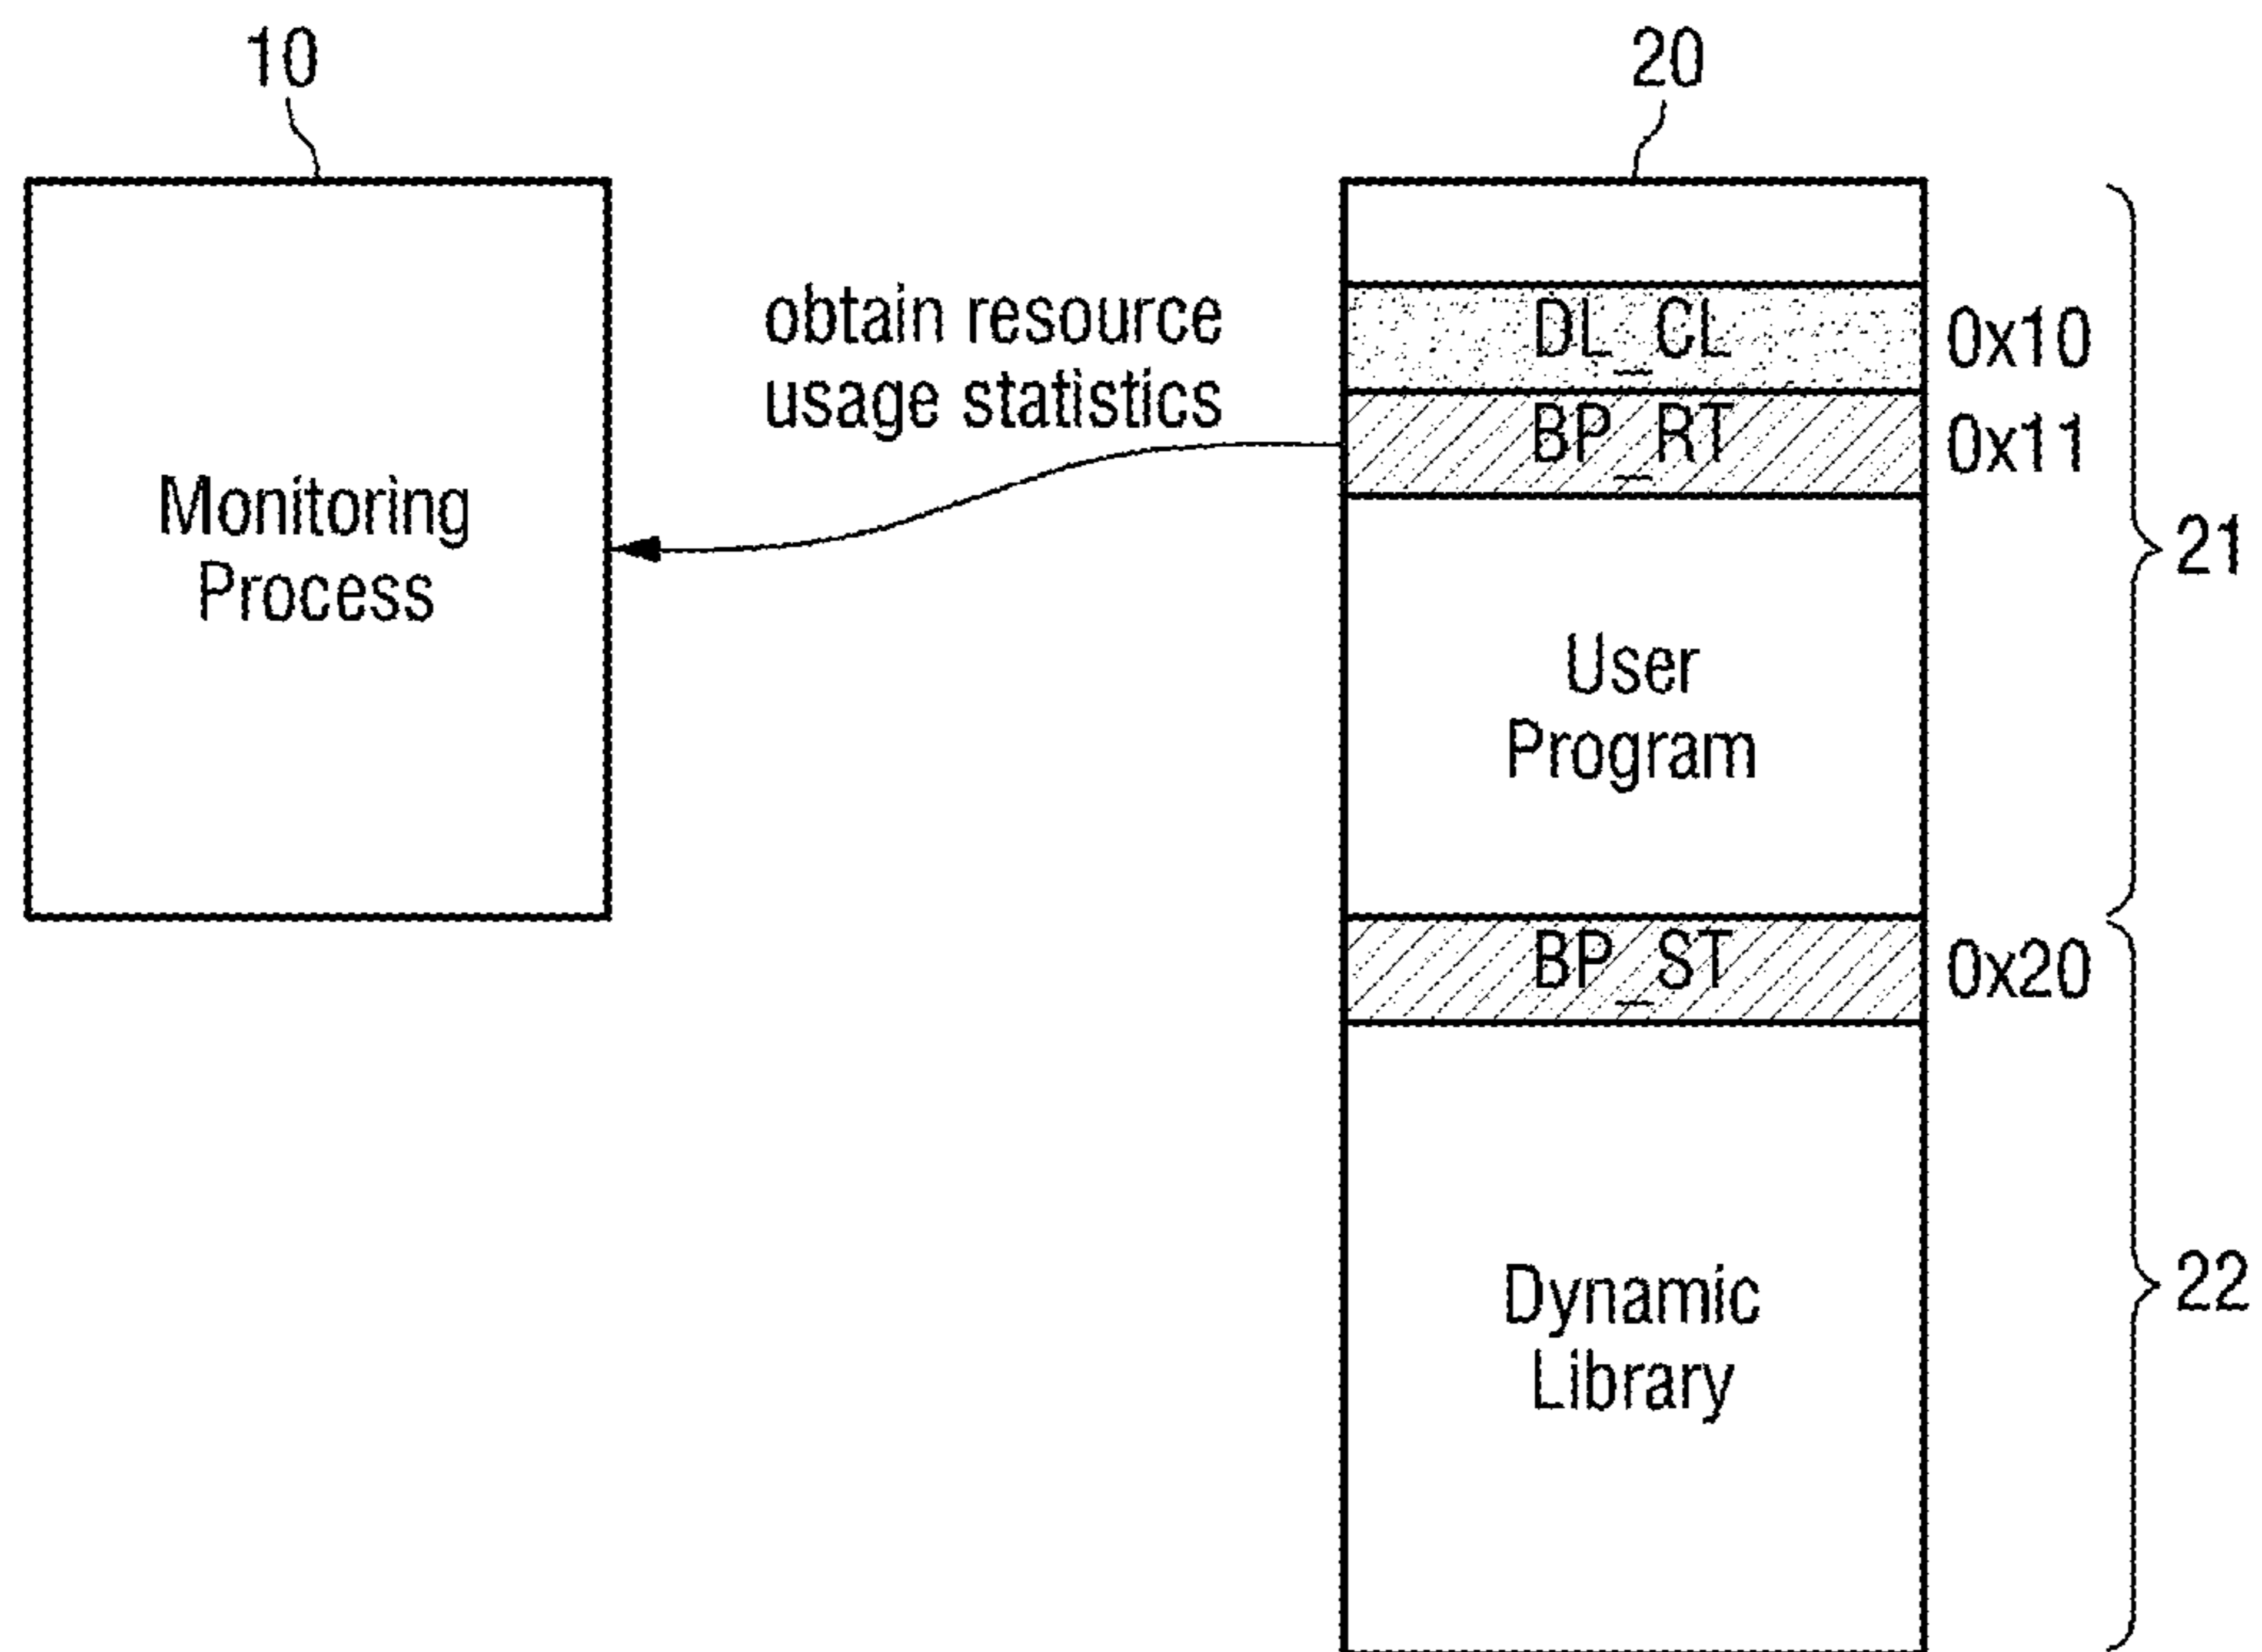 10
20
obtain resource
usage statistics
DL_CL
0x10
BP_RT
0x11
Monitoring
Process
21
User
Program
BP_ST
0x20
Dynamic
Library
22